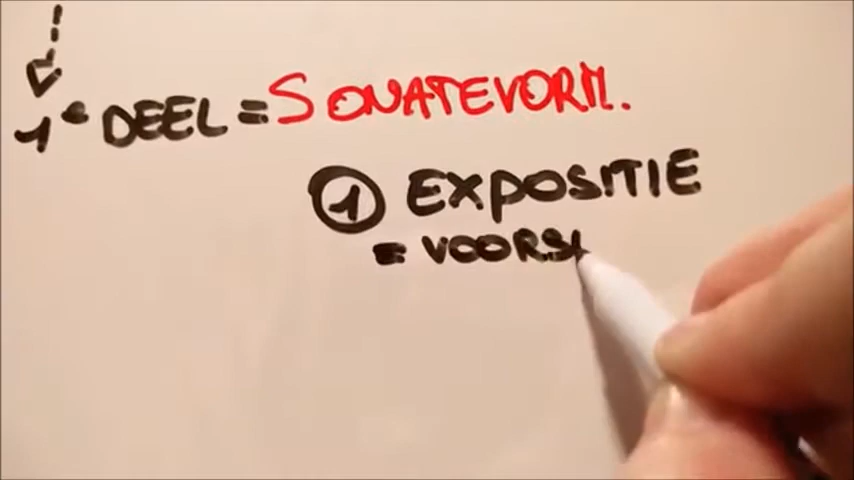 1e DEEL = SONATEVORM.
1 EXPOSITIE
= VOORS